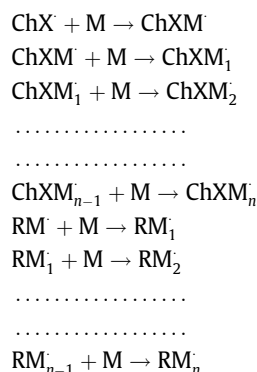 ChX˙ + M → ChXM˙
ChXM˙ + M → ChXM˙₁
ChXM˙₁ + M → ChXM˙₂
..................
..................
ChXM˙ₙ₋₁ + M → ChXM˙ₙ
RM˙ + M → RM˙₁
RM˙₁ + M → RM˙₂
..................
..................
RM˙ₙ₋₁ + M → RM˙ₙ